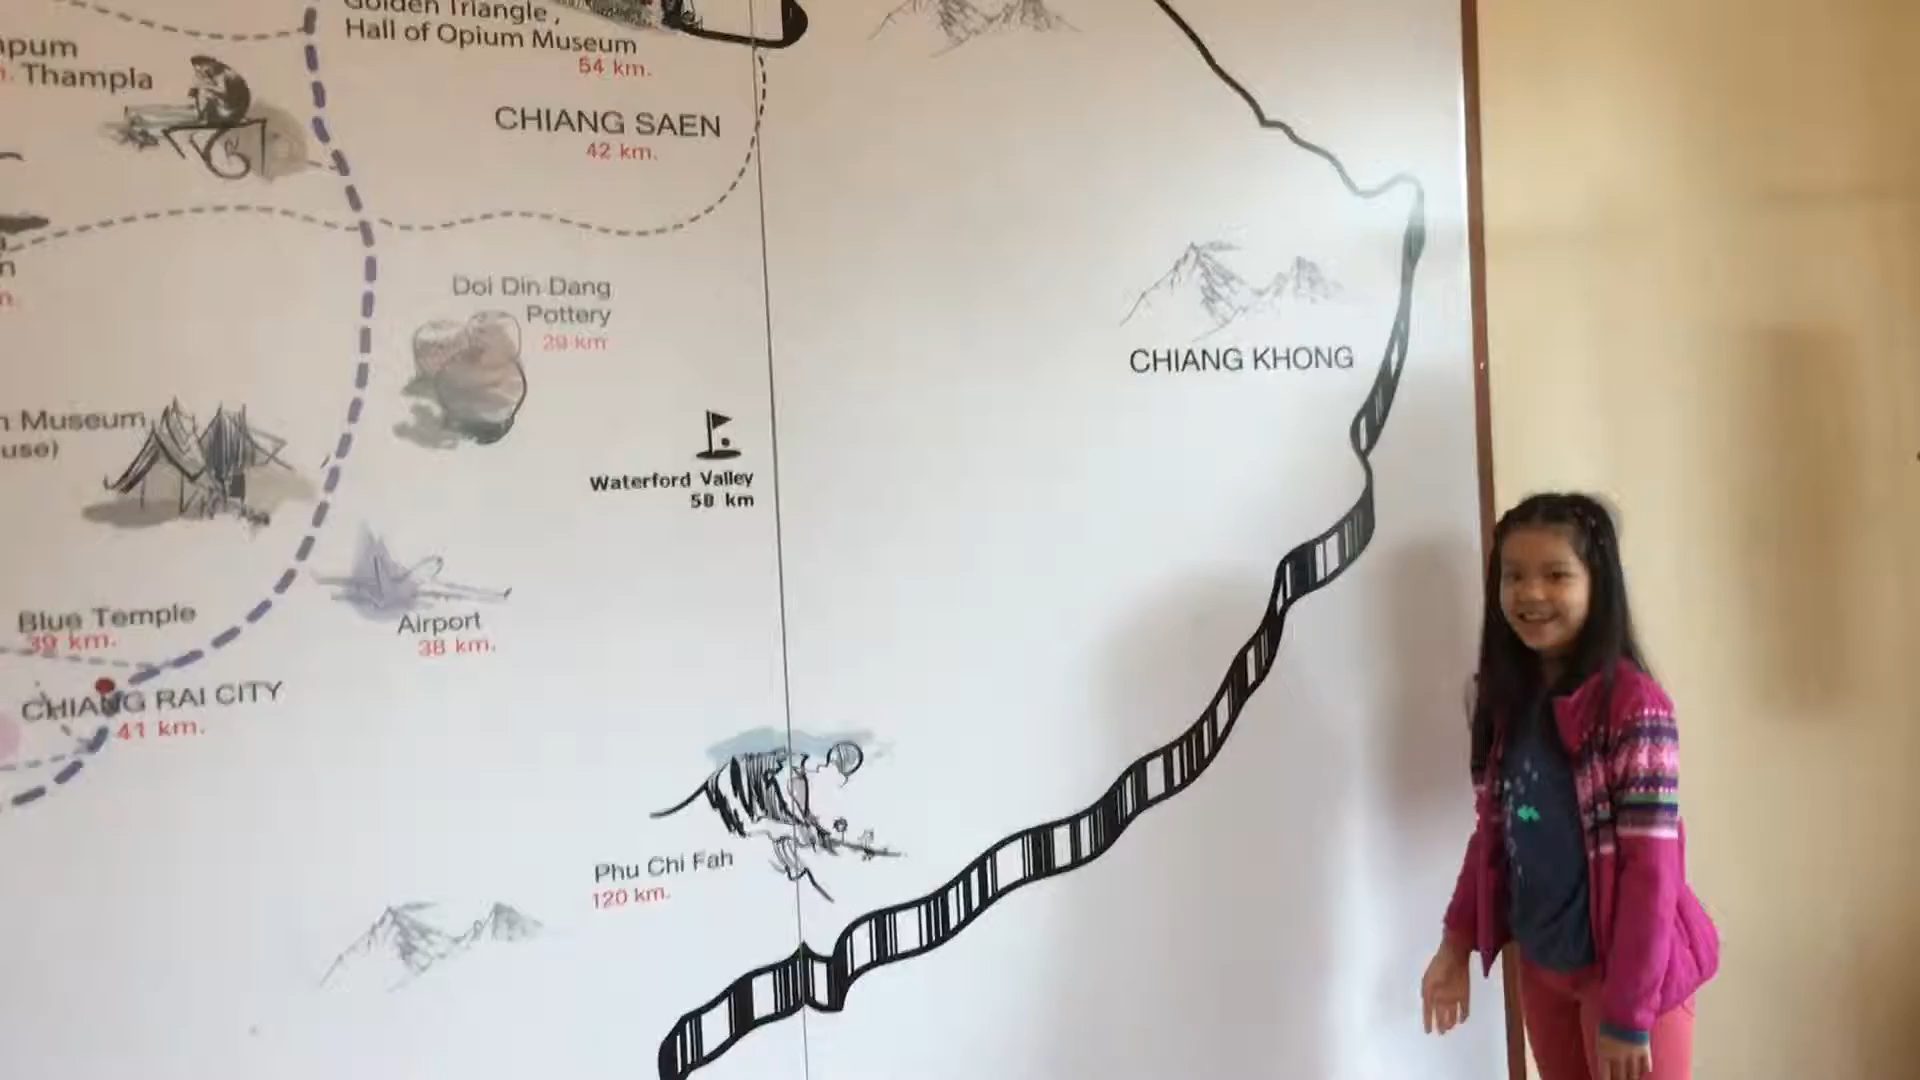 Golden Triangle,
Hall of Opium Museum
54 km.
Thampla
CHIANG SAEN
42 km.
Doi Din Dang
Pottery
29 km
CHIANG KHONG
Museum
Waterford Valley
58 km
Blue Temple
39 km.
Airport
38 km.
CHIANG RAI CITY
41 km.
Phu Chi Fah
120 km.